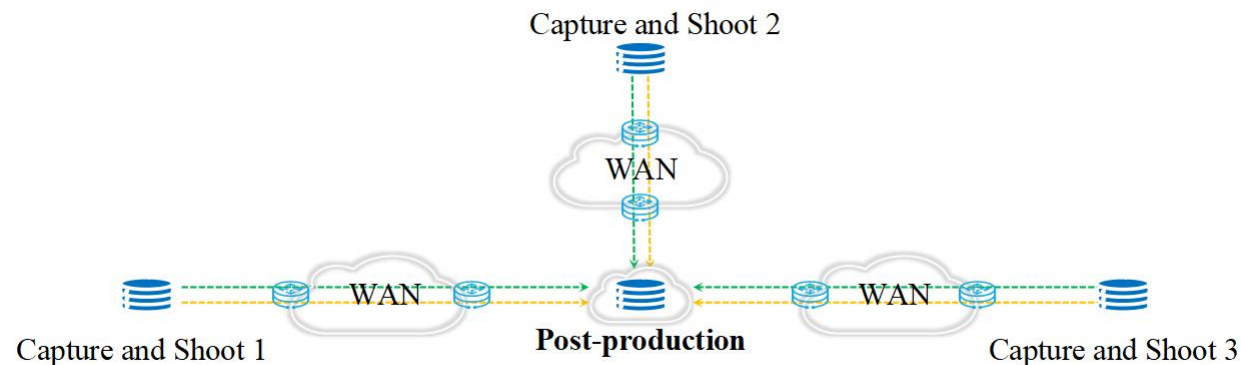 Capture and Shoot 2
WAN
WAN
WAN
Post-production
Capture and Shoot 1
Capture and Shoot 3